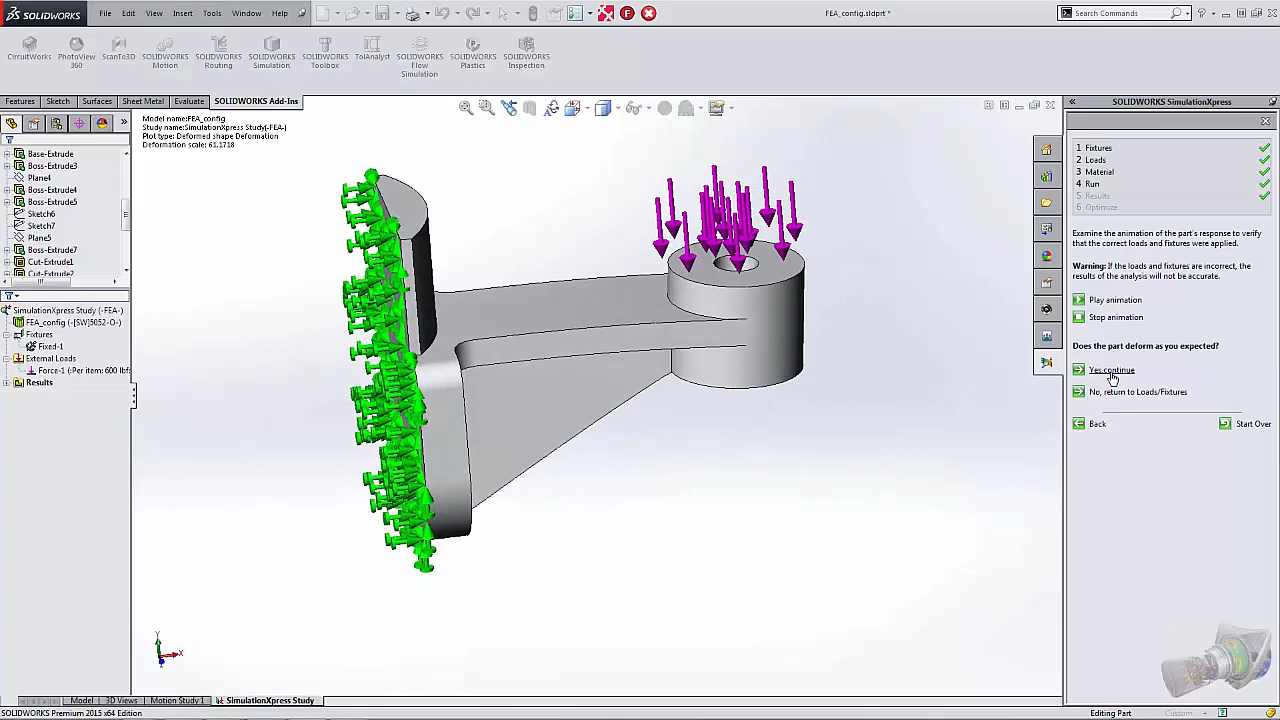 SOLIDWORKS File Edit View Insert Tools Window Help FEA_config.sldprt * Search Commands
CircuitWorks PhotoView 360 ScanTo3D SOLIDWORKS Motion SOLIDWORKS Routing SOLIDWORKS Simulation SOLIDWORKS Toolbox TolAnalyst SOLIDWORKS Flow Simulation SOLIDWORKS Plastics SOLIDWORKS Inspection
Features Sketch Surfaces Sheet Metal Evaluate SOLIDWORKS Add-Ins
SOLIDWORKS SimulationXpress
Model name:FEA_config
Study name:SimulationXpress Study(-FEA-)
Plot type: Deformed shape Deformation
Deformation scale: 61.1718
Base-Extrude
Boss-Extrude3
Plane4
Boss-Extrude4
Boss-Extrude5
Sketch6
Sketch7
Plane5
Boss-Extrude7
Cut-Extrude1
Cut-Extrude2
SimulationXpress Study (-FEA-)
FEA_config (-[SW]3052-O-)
Fixtures
Fixed-1
External Loads
Force-1 (:Per item: 600 lbf:
Results
1 Fixtures
2 Loads
3 Material
4 Run
5 Results
6 Optimize
Examine the animation of the part's response to verify
that the correct loads and fixtures were applied.
Warning: If the loads and fixtures are incorrect, the
results of the analysis will not be accurate.
Play animation
Stop animation
Does the part deform as you expected?
Yes,continue
No, return to Loads/Fixtures
Back Start Over
Y
X
Z
Model 3D Views Motion Study 1 SimulationXpress Study
SOLIDWORKS Premium 2015 x64 Edition Editing Part Custom